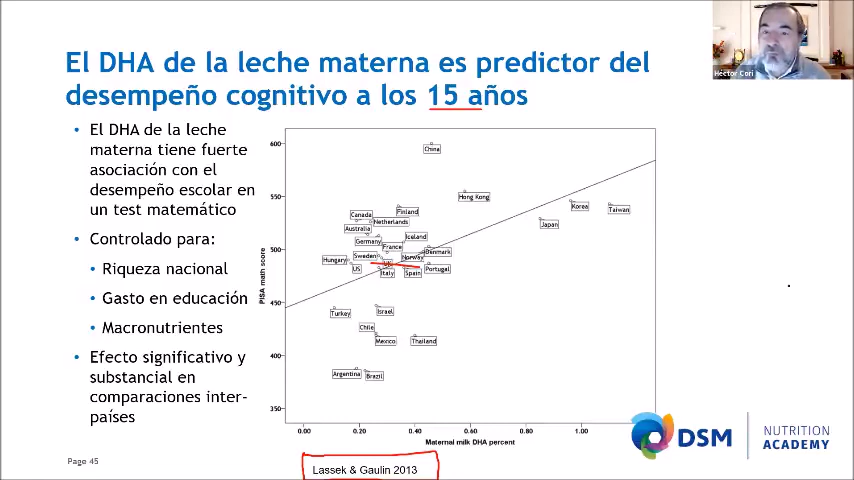 El DHA de la leche materna es predictor del
desempeño cognitivo a los 15 años
Héctor Cori
• El DHA de la leche
materna tiene fuerte
asociación con el
desempeño escolar en
un test matemático
• Controlado para:
• Riqueza nacional
• Gasto en educación
• Macronutrientes
• Efecto significativo y
substancial en
comparaciones inter-
países
PISA math score
600
550
500
450
400
350
China
Hong Kong
Korea
Taiwan
Japan
Finland
Canada
Netherlands
Australia
Iceland
Germany
France
Denmark
Norway
Sweden
Hungary
US
Italy
Spain
Portugal
Turkey
Israel
Chile
Mexico
Thailand
Argentina
Brazil
0.00 0.20 0.40 0.60 0.80 1.00
Maternal milk DHA percent
Lassek & Gaulin 2013
Page 45
DSM
NUTRITION
ACADEMY